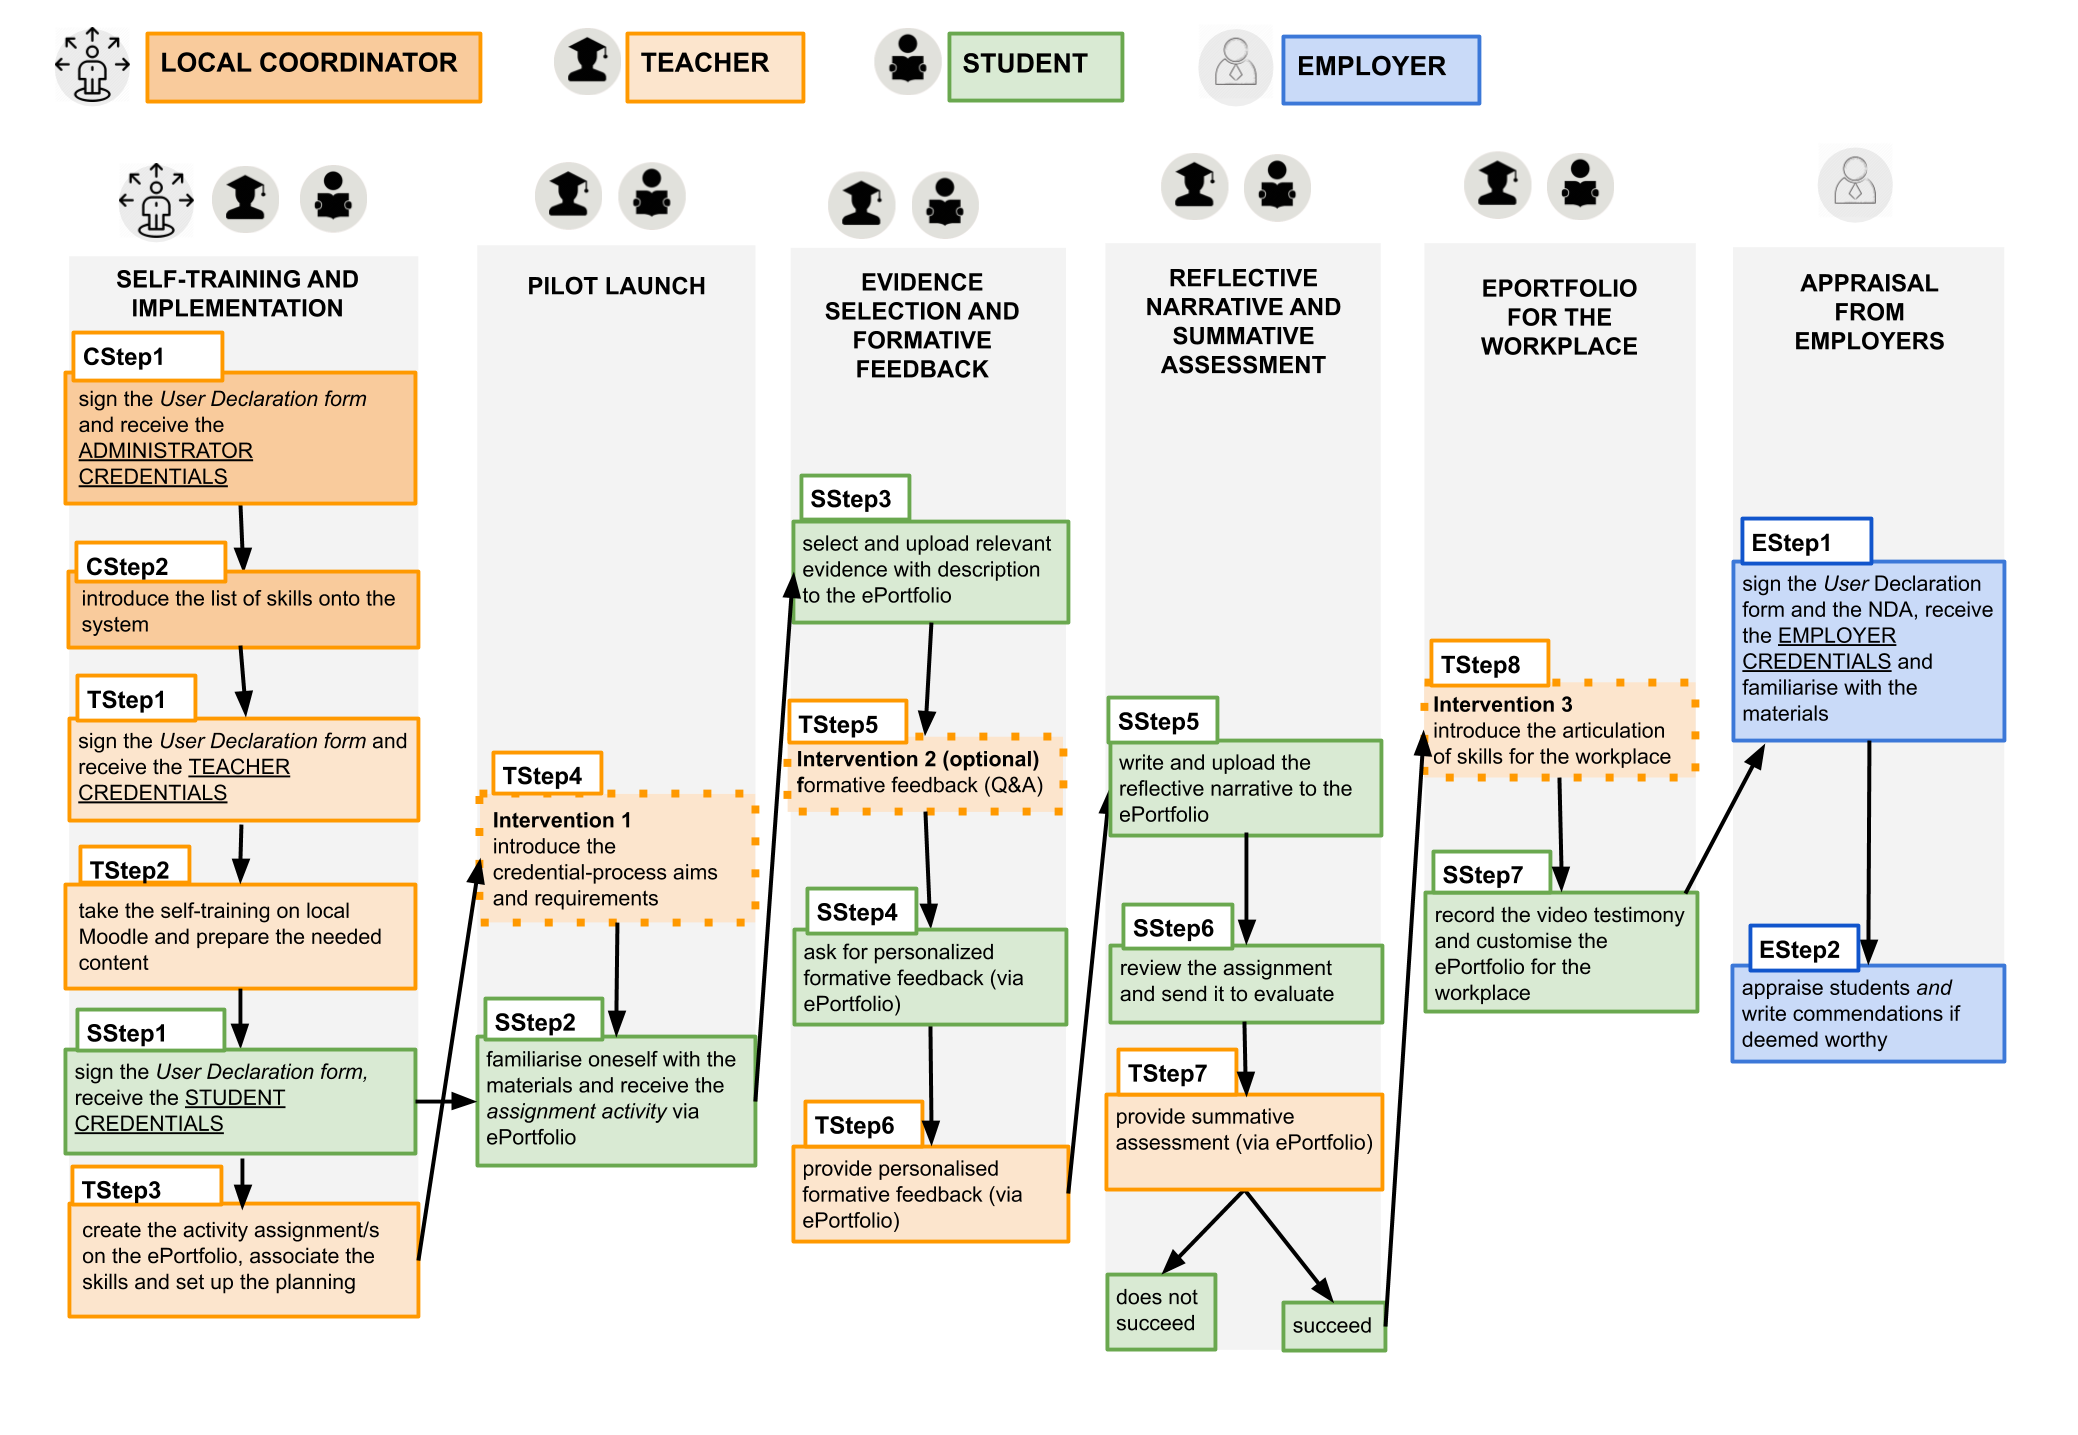 LOCAL COORDINATOR
TEACHER
STUDENT
EMPLOYER
SELF-TRAINING AND
IMPLEMENTATION
CStep1
sign the User Declaration form
and receive the
ADMINISTRATOR
CREDENTIALS
CStep2
introduce the list of skills onto the
system
TStep1
sign the User Declaration form and
receive the TEACHER
CREDENTIALS
TStep2
take the self-training on local
Moodle and prepare the needed
content
SStep1
sign the User Declaration form,
receive the STUDENT
CREDENTIALS
TStep3
create the activity assignment/s
on the ePortfolio, associate the
skills and set up the planning
PILOT LAUNCH
TStep4
Intervention 1
introduce the
credential-process aims
and requirements
SStep2
familiarise oneself with the
materials and receive the
assignment activity via
ePortfolio
EVIDENCE
SELECTION AND
FORMATIVE
FEEDBACK
SStep3
select and upload relevant
evidence with description
to the ePortfolio
TStep5
Intervention 2 (optional)
formative feedback (Q&A)
SStep4
ask for personalized
formative feedback (via
ePortfolio)
TStep6
provide personalised
formative feedback (via
ePortfolio)
REFLECTIVE
NARRATIVE AND
SUMMATIVE
ASSESSMENT
SStep5
write and upload the
reflective narrative to the
ePortfolio
SStep6
review the assignment
and send it to evaluate
TStep7
provide summative
assessment (via ePortfolio)
does not
succeed
succeed
EPORTFOLIO
FOR THE
WORKPLACE
TStep8
Intervention 3
introduce the articulation
of skills for the workplace
SStep7
record the video testimony
and customise the
ePortfolio for the
workplace
APPRAISAL
FROM
EMPLOYERS
EStep1
sign the User Declaration
form and the NDA, receive
the EMPLOYER
CREDENTIALS and
familiarise with the
materials
EStep2
appraise students and
write commendations if
deemed worthy